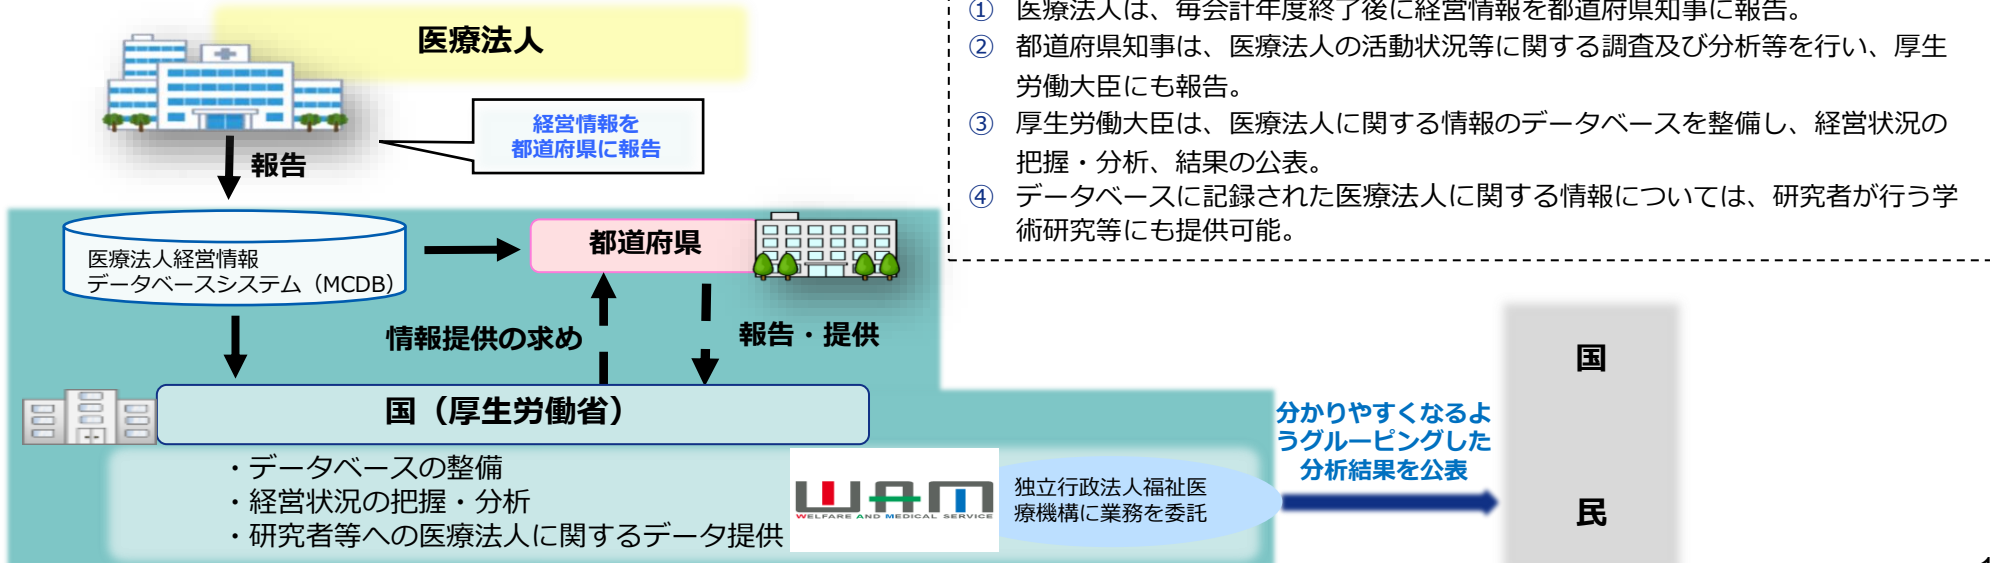 医療法人
経営情報を
都道府県に報告
報告
医療法人経営情報
データベースシステム（MCDB）
都道府県
情報提供の求め
報告・提供
国（厚生労働省）
・データベースの整備
・経営状況の把握・分析
・研究者等への医療法人に関するデータ提供
WAM
WELFARE AND MEDICAL SERVICE
独立行政法人福祉医
療機構に業務を委託
① 医療法人は、毎会計年度終了後に経営情報を都道府県知事に報告。
② 都道府県知事は、医療法人の活動状況等に関する調査及び分析等を行い、厚生
労働大臣にも報告。
③ 厚生労働大臣は、医療法人に関する情報のデータベースを整備し、経営状況の
把握・分析、結果の公表。
④ データベースに記録された医療法人に関する情報については、研究者が行う学
術研究等にも提供可能。
分かりやすくなるよ
うグルーピングした
分析結果を公表
国
民